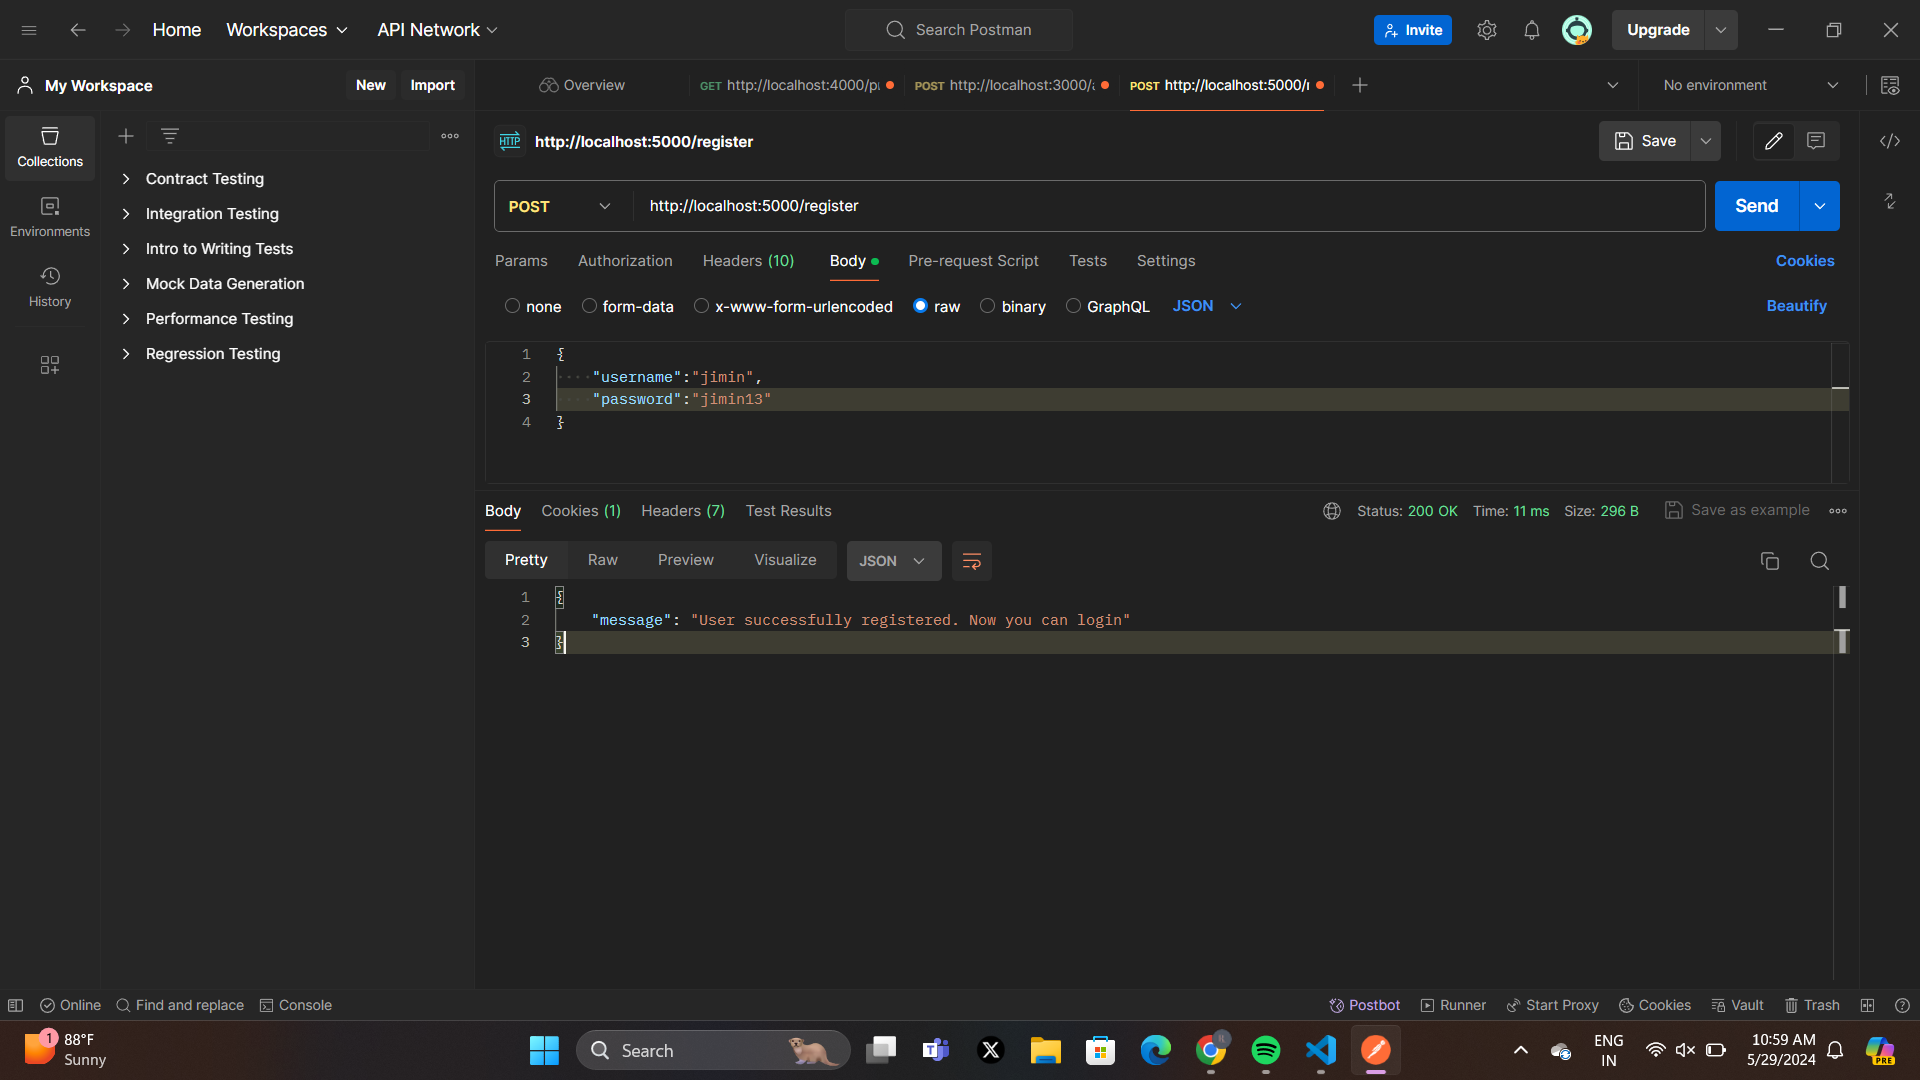 Home
Workspaces
API Network
Search Postman
Invite
Upgrade
My Workspace
New
Import
Overview
GET http://localhost:4000/p
POST http://localhost:3000/
POST http://localhost:5000/
No environment
Collections
Environments
History
Contract Testing
Integration Testing
Intro to Writing Tests
Mock Data Generation
Performance Testing
Regression Testing
HTTP http://localhost:5000/register
Save
POST http://localhost:5000/register
Send
Params Authorization Headers (10) Body Pre-request Script Tests Settings
Cookies
none form-data x-www-form-urlencoded raw binary GraphQL JSON
Beautify
1 {
2 "username":"jimin",
3 "password":"jimin13"
4 }
Body Cookies (1) Headers (7) Test Results
Status: 200 OK Time: 11 ms Size: 296 B Save as example
Pretty Raw Preview Visualize JSON
1 {
2 "message": "User successfully registered. Now you can login"
3 }
Online Find and replace Console
Postbot Runner Start Proxy Cookies Vault Trash
1
88°F
Sunny
Search
IL
ENG
IN
10:59 AM
5/29/2024
PRE